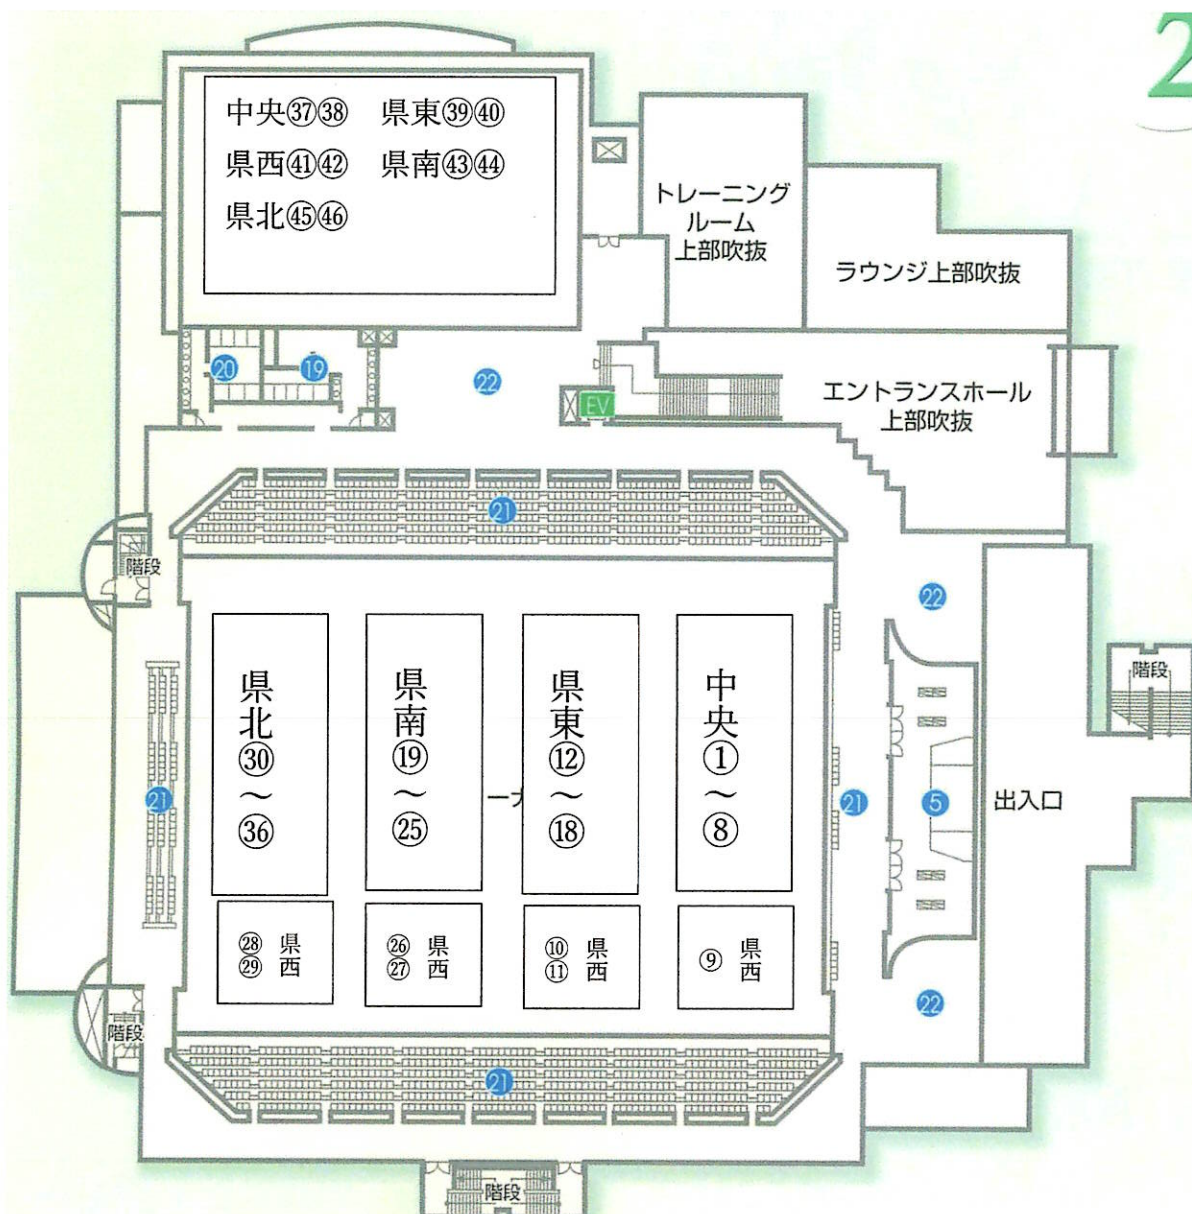 2
中央㊲㊳ 県東㊴㊵
県西㊶㊷ 県南㊸㊹
県北㊺㊻
トレーニング
ルーム
上部吹抜
ラウンジ上部吹抜
20
19
22
EV
エントランスホール
上部吹抜
21
階段
22
階段
県北㉚～㊱
県南⑲～㉕
県東⑫～⑱
中央①～⑧
21
21
5
出入口
㉘㉙ 県西
㉖㉗ 県西
⑩⑪ 県西
⑨ 県西
22
階段
21
階段